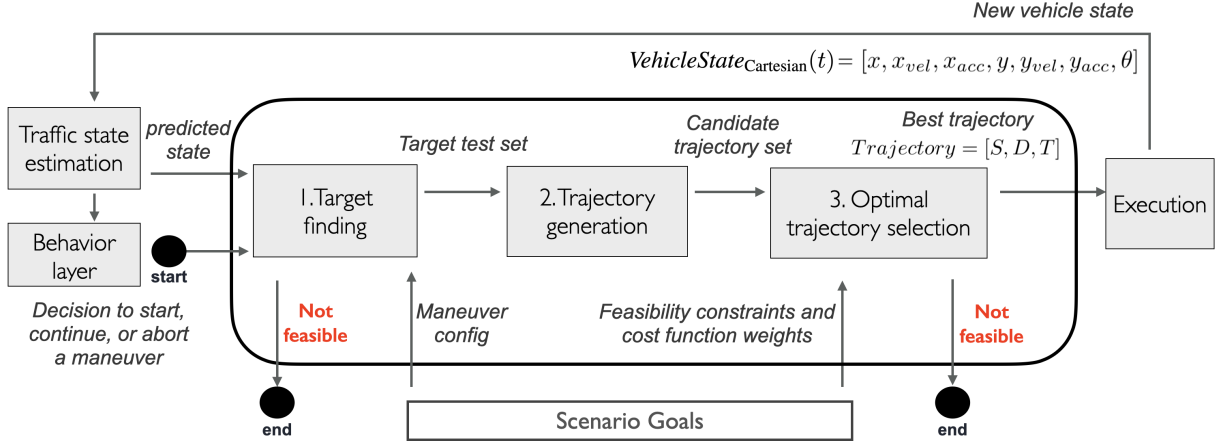 New vehicle state
VehicleState_Cartesian(t) = [x, x_vel, x_acc, y, y_vel, y_acc, θ]
Traffic state
estimation
predicted
state
Target test set
Candidate
trajectory set
Best trajectory
Trajectory = [S, D, T]
1.Target
finding
2.Trajectory
generation
3. Optimal
trajectory selection
Execution
Behavior
layer
start
Decision to start,
continue, or abort
a maneuver
Not
feasible
Maneuver
config
Feasibility constraints and
cost function weights
Not
feasible
end
Scenario Goals
end